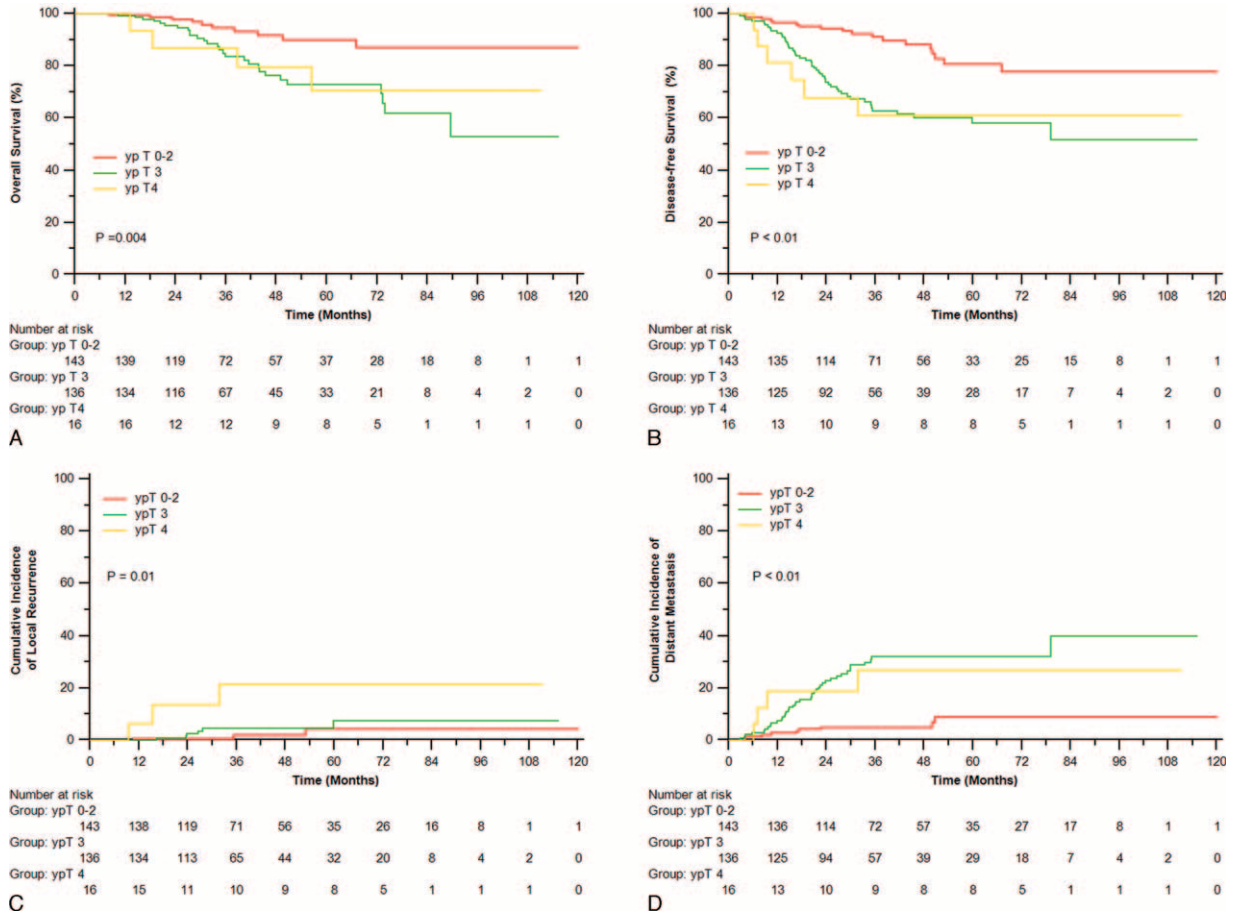 100
80
60
40
20
0
Overall Survival (%)
yp T 0-2
yp T 3
yp T4
P =0.004
0 12 24 36 48 60 72 84 96 108 120
Time (Months)
Number at risk
Group: yp T 0-2
143 139 119 72 57 37 28 18 8 1 1
Group: yp T 3
136 134 116 67 45 33 21 8 4 2 0
Group: yp T4
16 16 12 12 9 8 5 1 1 1 0
A
100
80
60
40
20
0
Disease-free Survival (%)
yp T 0-2
yp T 3
yp T 4
P < 0.01
0 12 24 36 48 60 72 84 96 108 120
Time (Months)
Number at risk
Group: yp T 0-2
143 135 114 71 56 33 25 15 8 1 1
Group: yp T 3
136 125 92 56 39 28 17 7 4 2 0
Group: yp T 4
16 13 10 9 8 8 5 1 1 1 0
B
100
80
60
40
20
0
Cumulative Incidence
of Local Recurrence
ypT 0-2
ypT 3
ypT 4
P = 0.01
0 12 24 36 48 60 72 84 96 108 120
Time (Months)
Number at risk
Group: ypT 0-2
143 138 119 71 56 35 26 16 8 1 1
Group: ypT 3
136 134 113 65 44 32 20 8 4 2 0
Group: ypT 4
16 15 11 10 9 8 5 1 1 1 0
C
100
80
60
40
20
0
Cumulative Incidence of
Distant Metastasis
ypT 0-2
ypT 3
ypT 4
P < 0.01
0 12 24 36 48 60 72 84 96 108 120
Time (Months)
Number at risk
Group: ypT 0-2
143 136 114 72 57 35 27 17 8 1 1
Group: ypT 3
136 125 94 57 39 29 18 7 4 2 0
Group: ypT 4
16 13 10 9 8 8 5 1 1 1 0
D